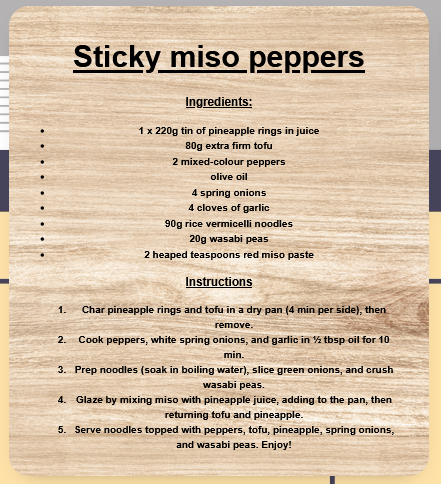 Sticky miso peppers
Ingredients:
• 1 x 220g tin of pineapple rings in juice
• 80g extra firm tofu
• 2 mixed-colour peppers
• olive oil
• 4 spring onions
• 4 cloves of garlic
• 90g rice vermicelli noodles
• 20g wasabi peas
• 2 heaped teaspoons red miso paste
Instructions
1. Char pineapple rings and tofu in a dry pan (4 min per side), then
remove.
2. Cook peppers, white spring onions, and garlic in ½ tbsp oil for 10
min.
3. Prep noodles (soak in boiling water), slice green onions, and crush
wasabi peas.
4. Glaze by mixing miso with pineapple juice, adding to the pan, then
returning tofu and pineapple.
5. Serve noodles topped with peppers, tofu, pineapple, spring onions,
and wasabi peas. Enjoy!